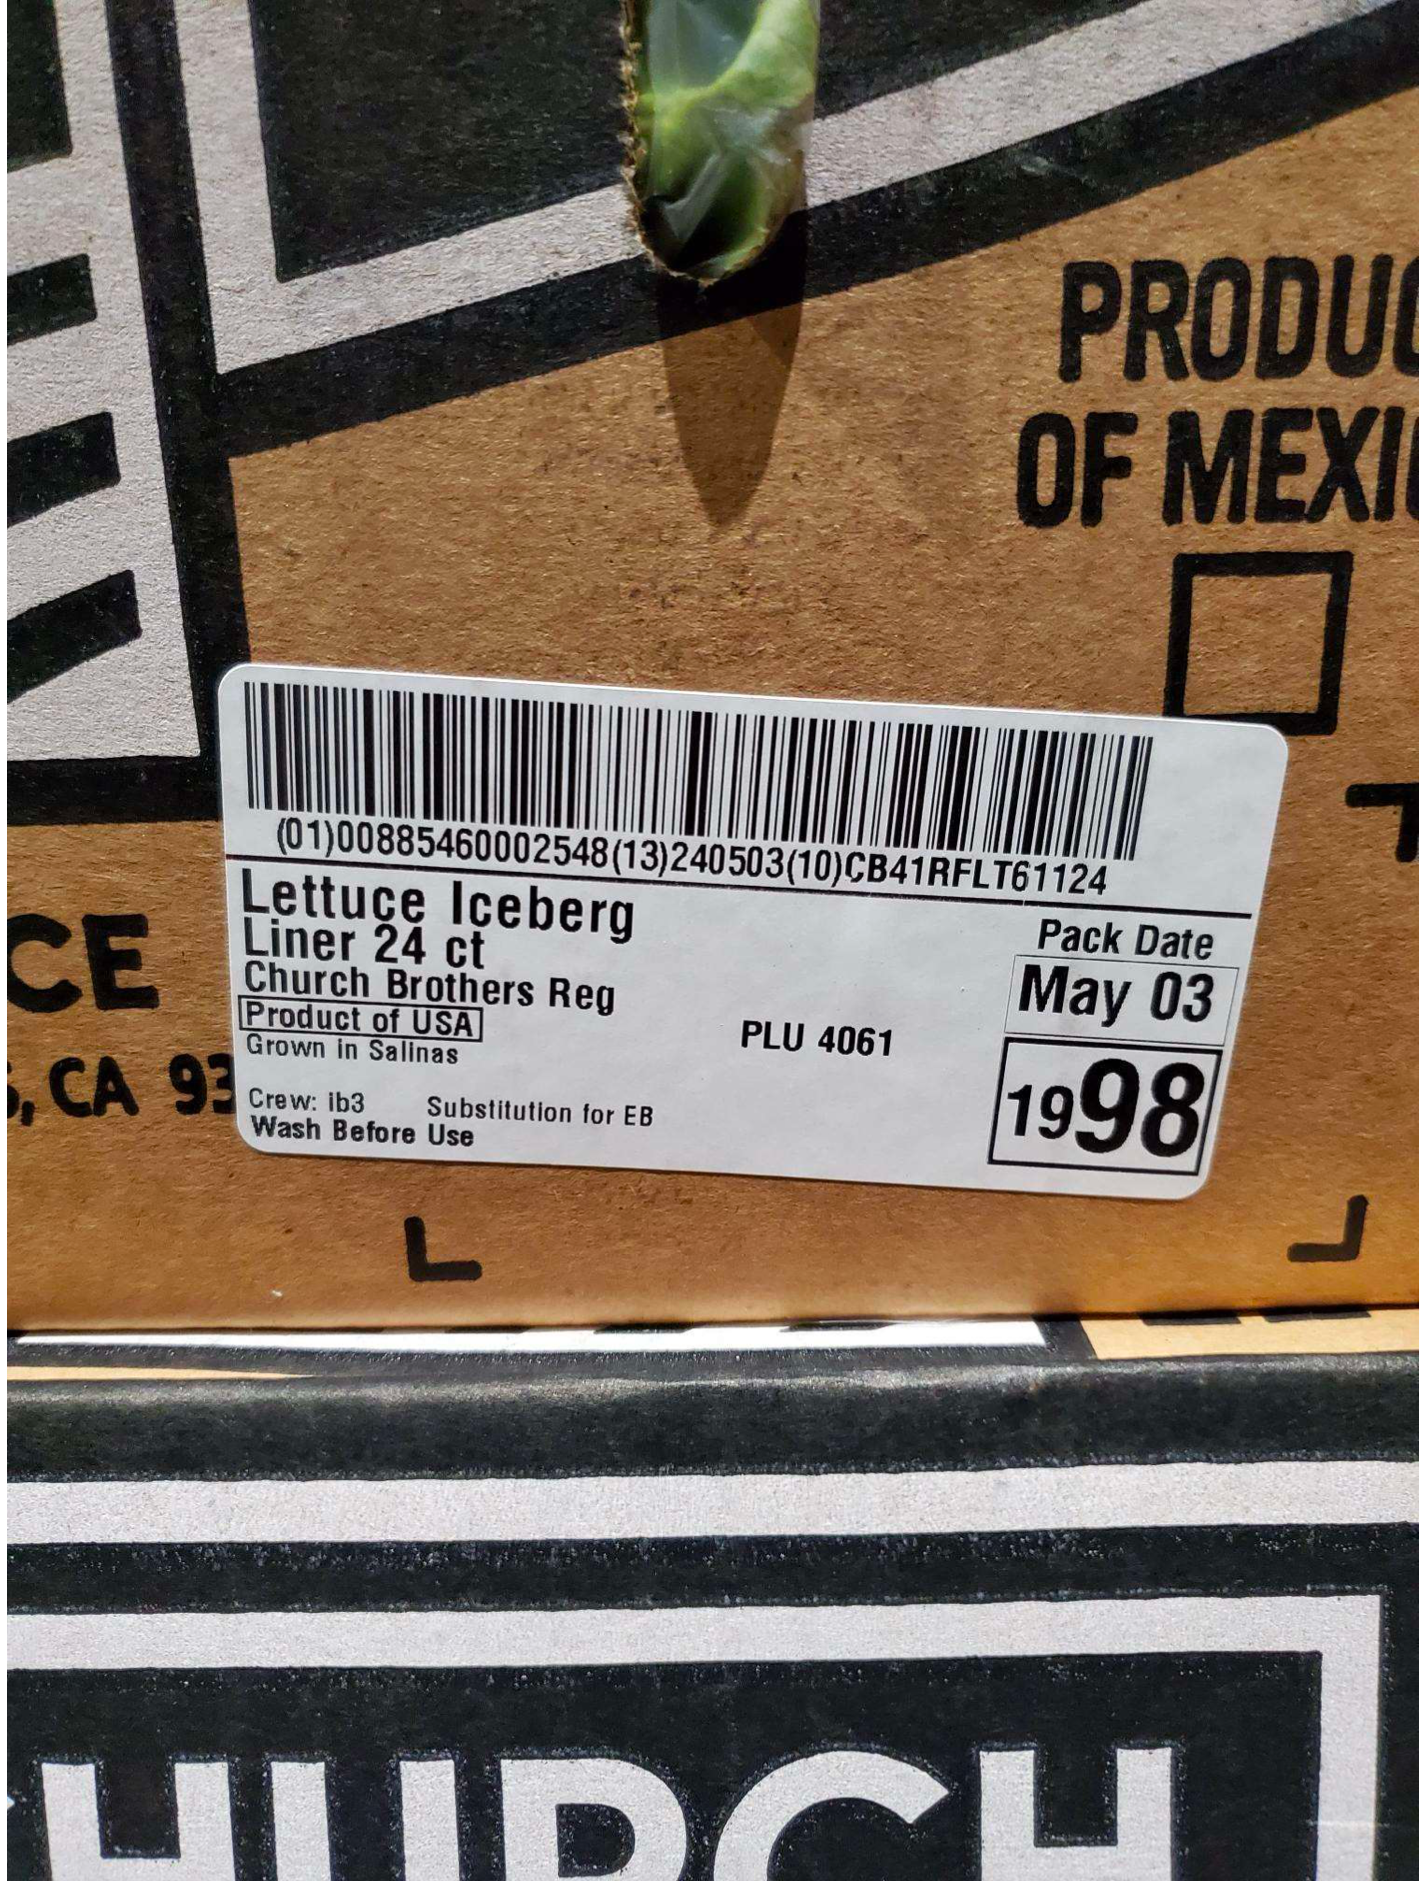 PRODUC
OF MEXI
(01)00885460002548(13)240503(10)CB41RFLT61124
Lettuce Iceberg
Liner 24 ct
Church Brothers Reg
Product of USA
Grown in Salinas
PLU 4061
Pack Date
May 03
1998
Crew: ib3 Substitution for EB
Wash Before Use
CE
, CA 93
HURCH